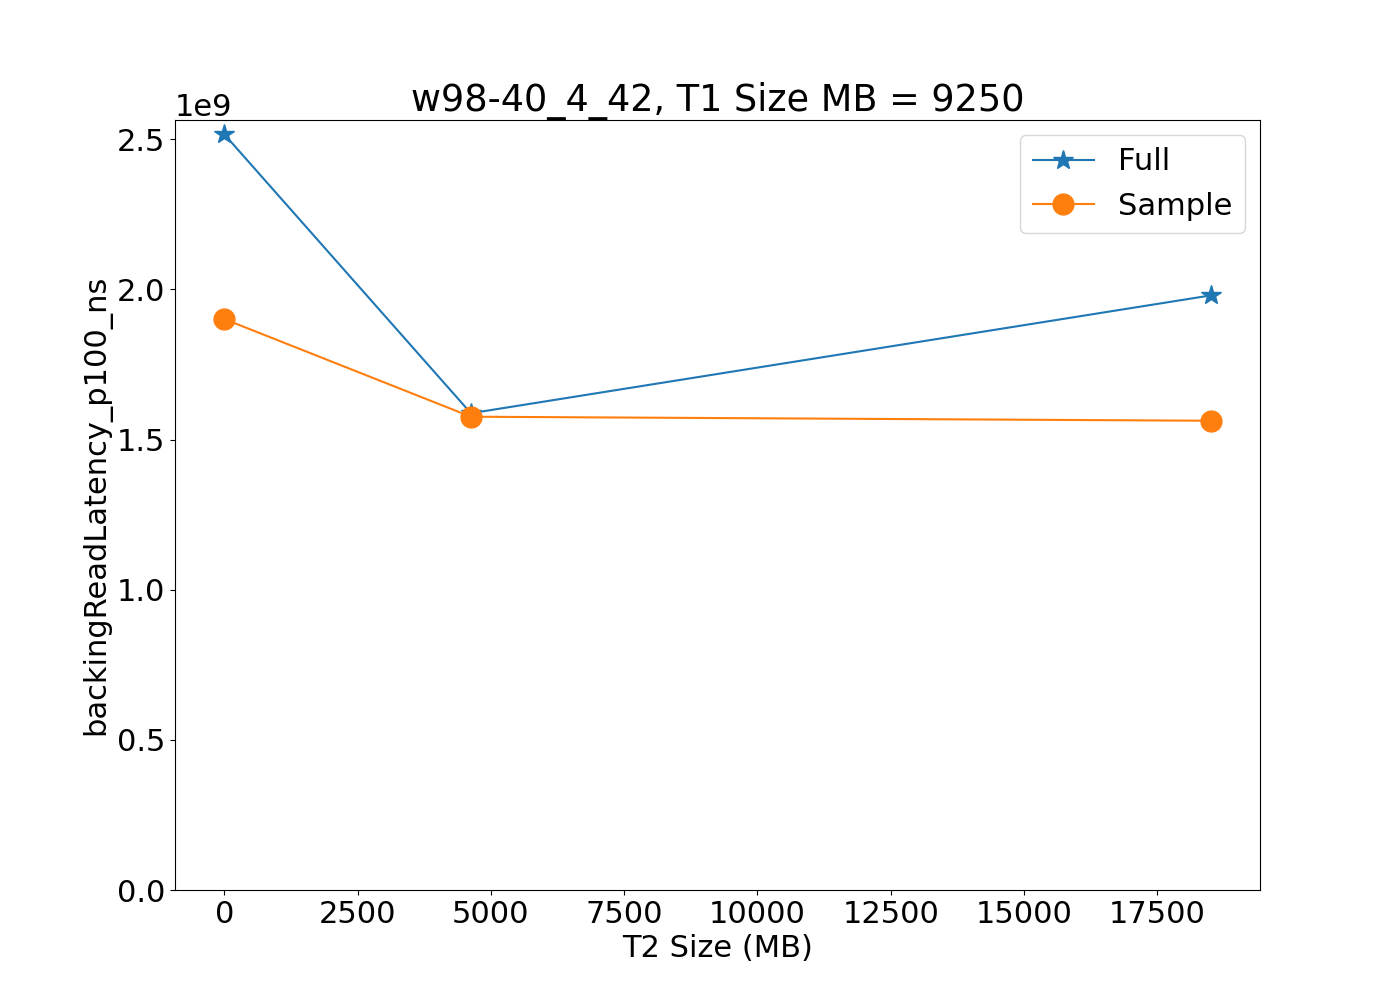 w98-40_4_42, T1 Size MB = 9250
1e9
2.5
2.0
1.5
1.0
0.5
0.0
backingReadLatency_p100_ns
Full
Sample
0 2500 5000 7500 10000 12500 15000 17500
T2 Size (MB)